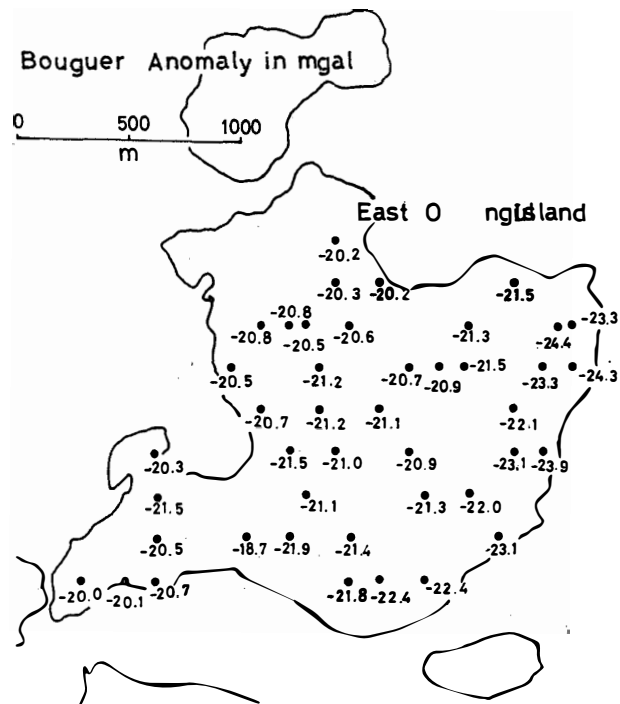 Bouguer Anomaly in mgal
0 500 1000
m
East O ng island
-20.2
-20.3 -20.2 -21.5
-20.8 -23.3
-20.8 -20.5 -20.6 -21.3 -24.4
-20.5 -21.2 -20.7 -20.9 -21.5 -23.3 -24.3
-20.7 -21.2 -21.1 -22.1
-20.3 -21.5 -21.0 -20.9 -23.1 -23.9
-21.5 -21.1 -21.3 -22.0
-20.5 -18.7 -21.9 -21.4 -23.1
-20.0 -20.1 -20.7 -21.8 -22.4 -22.4